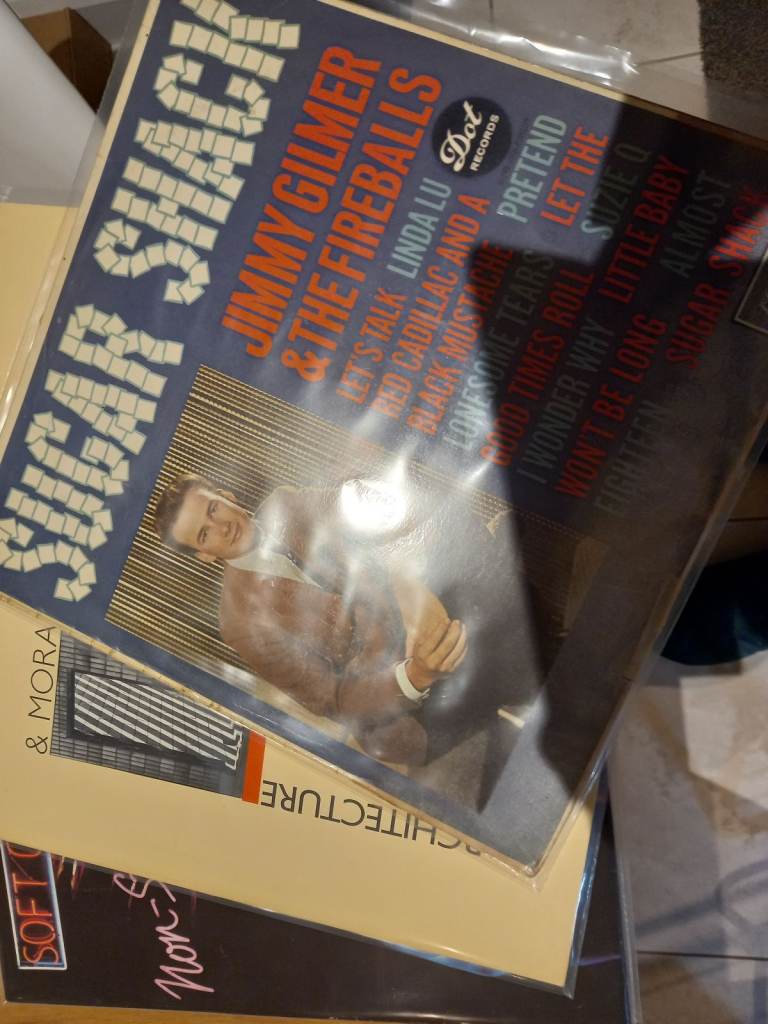 SUGAR SHACK
JIMMY GILMER
& THE FIREBALLS
Dot
RECORDS
LET'S TALK LINDA LU
RED CADILLAC AND A
BLACK MUSTACHE PRETEND
LONESOME TEARS LET THE
GOOD TIMES ROLL SUZIE Q
I WONDER WHY LITTLE BABY
WON'T BE LONG ALMOST
EIGHTEEN SUGAR SHACK
& MORA
RCHITECTURE
SOFT
non-